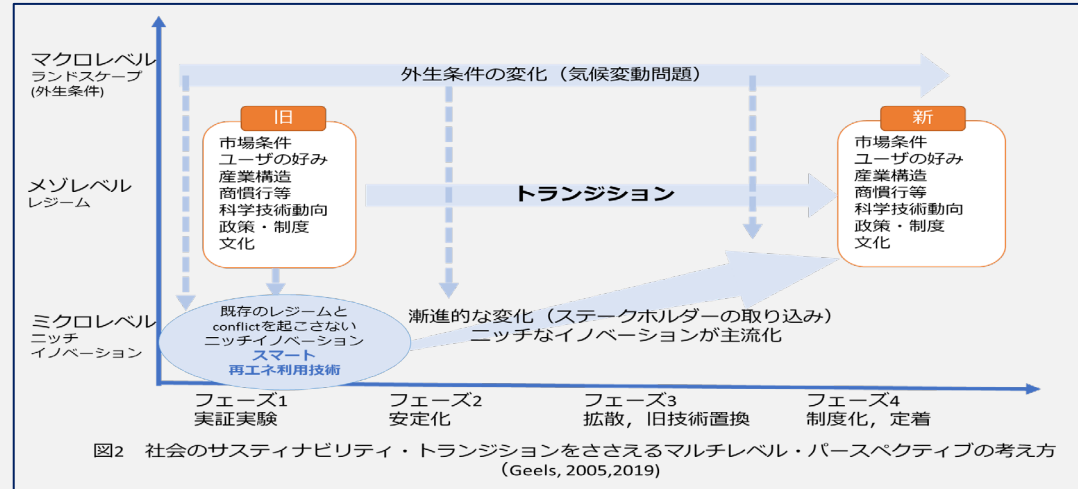 マクロレベル
ランドスケープ
(外生条件)
外生条件の変化（気候変動問題）
旧
市場条件
ユーザの好み
産業構造
商慣行等
科学技術動向
政策・制度
文化
新
市場条件
ユーザの好み
産業構造
商慣行等
科学技術動向
政策・制度
文化
メゾレベル
レジーム
トランジション
ミクロレベル
ニッチ
イノベーション
既存のレジームと
conflictを起こさない
ニッチイノベーション
スマート
再エネ利用技術
漸進的な変化（ステークホルダーの取り込み）
ニッチなイノベーションが主流化
フェーズ1
実証実験
フェーズ2
安定化
フェーズ3
拡散，旧技術置換
フェーズ4
制度化，定着
図2　社会のサスティナビリティ・トランジションをささえるマルチレベル・パースペクティブの考え方
（Geels, 2005,2019)